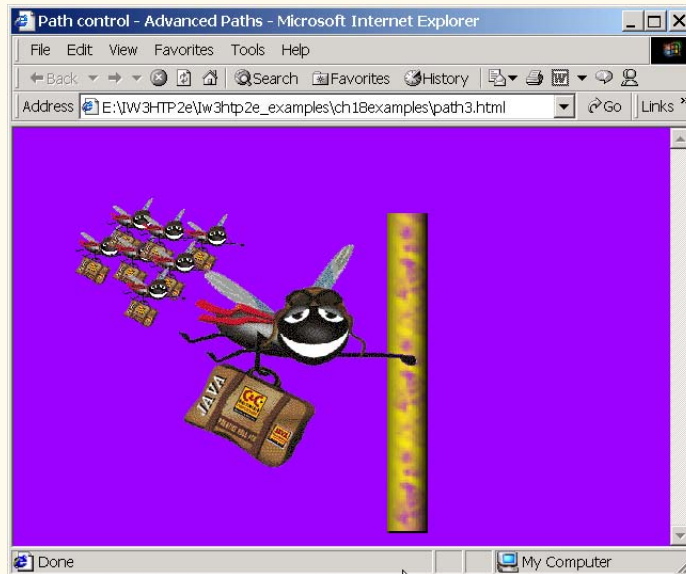 Path control - Advanced Paths - Microsoft Internet Explorer
File Edit View Favorites Tools Help
Back Search Favorites History
Address E:\IW3HTP2e\Iw3htp2e_examples\ch18examples\path3.html Go Links »
JAVA
Done My Computer